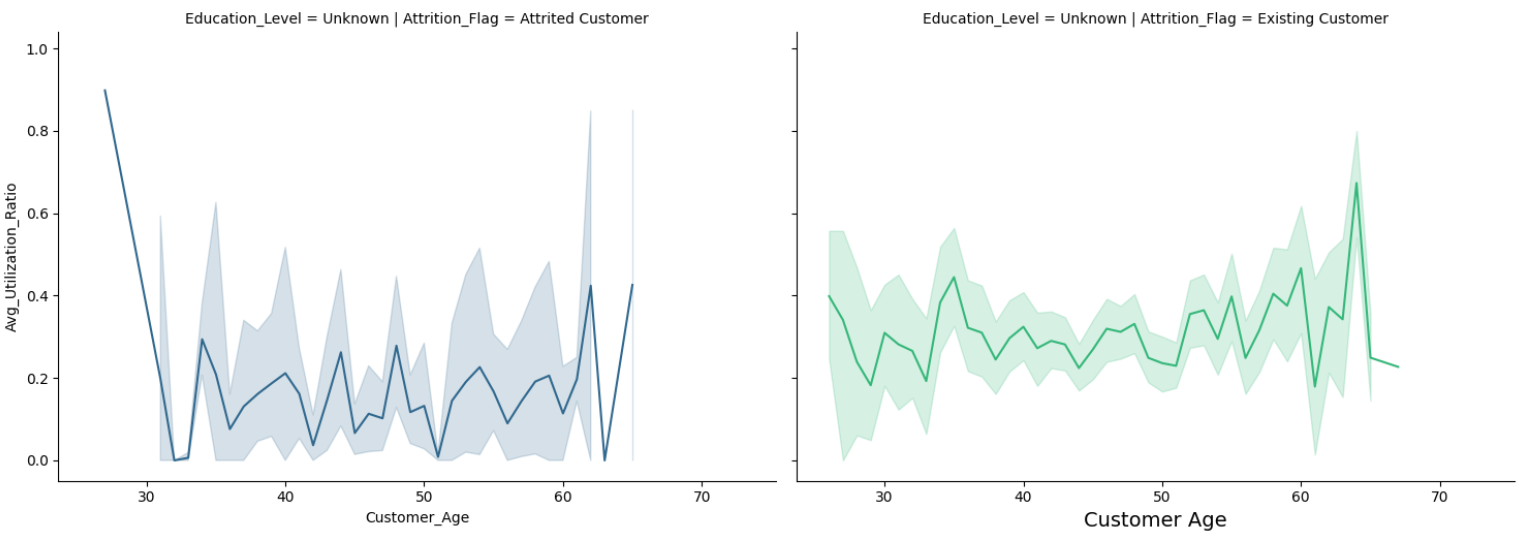 Education_Level = Unknown | Attrition_Flag = Attrited Customer
Education_Level = Unknown | Attrition_Flag = Existing Customer
1.0
0.8
0.6
0.4
0.2
0.0
Avg_Utilization_Ratio
30 40 50 60 70
30 40 50 60 70
Customer_Age
Customer Age